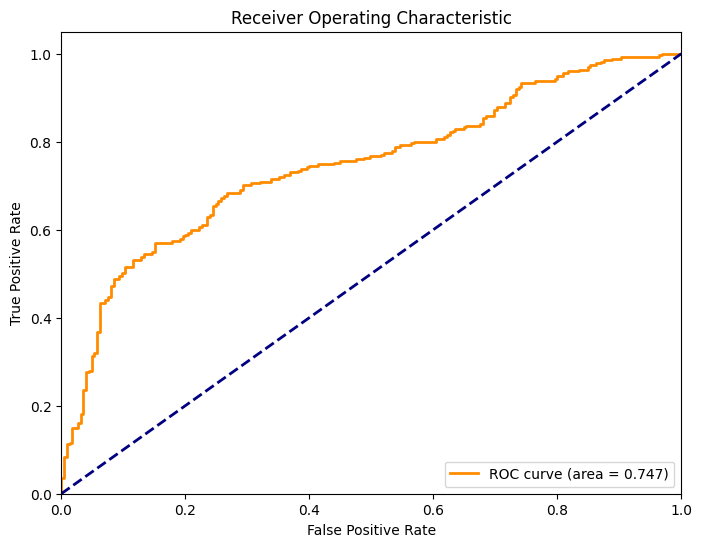 Receiver Operating Characteristic
True Positive Rate
1.0
0.8
0.6
0.4
0.2
0.0
ROC curve (area = 0.747)
0.0 0.2 0.4 0.6 0.8 1.0
False Positive Rate